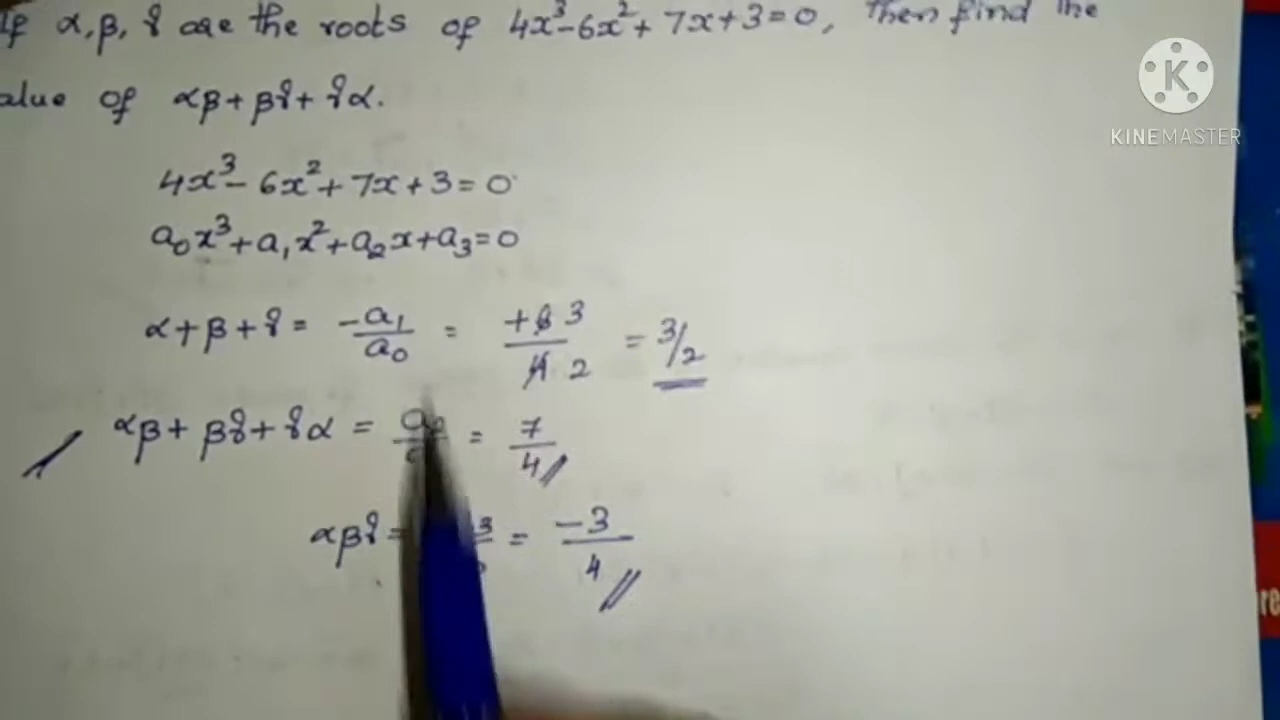 If α, β, γ are the roots of 4x³-6x²+7x+3=0, Then find the
value of αβ+βγ+γα.
KINEMASTER
4x³-6x²+7x+3=0
a₀x³+a₁x²+a₂x+a₃=0
α+β+γ = -a₁/a₀ = +6 3/4 2 = 3/2
αβ+βγ+γα = = 7/4
αβγ= = -3/4